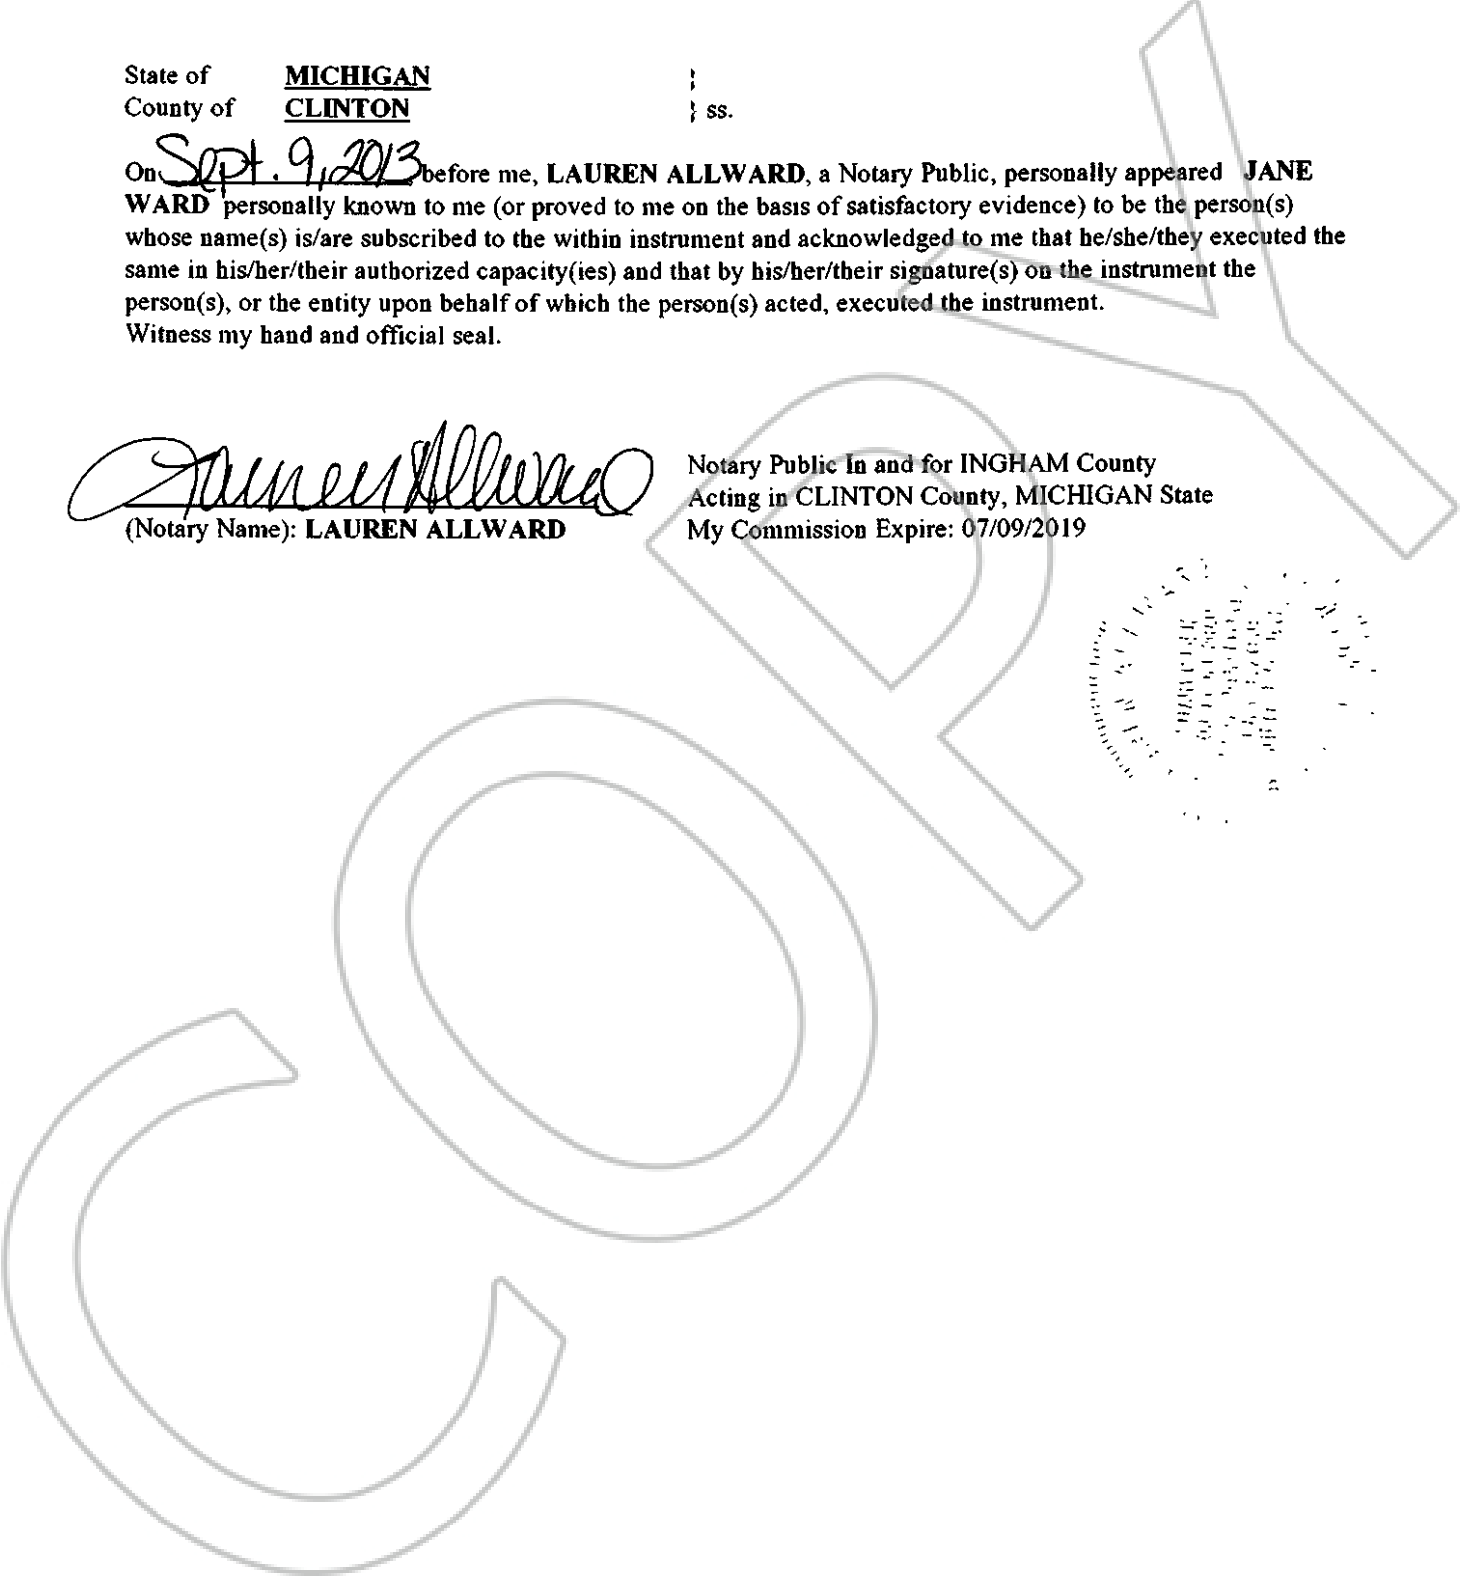 State of MICHIGAN }
County of CLINTON } ss.
On Sept. 9, 2013 before me, LAUREN ALLWARD, a Notary Public, personally appeared JANE
WARD personally known to me (or proved to me on the basis of satisfactory evidence) to be the person(s)
whose name(s) is/are subscribed to the within instrument and acknowledged to me that he/she/they executed the
same in his/her/their authorized capacity(ies) and that by his/her/their signature(s) on the instrument the
person(s), or the entity upon behalf of which the person(s) acted, executed the instrument.
Witness my hand and official seal.
Lauren Allward
(Notary Name): LAUREN ALLWARD
Notary Public In and for INGHAM County
Acting in CLINTON County, MICHIGAN State
My Commission Expire: 07/09/2019
COPY